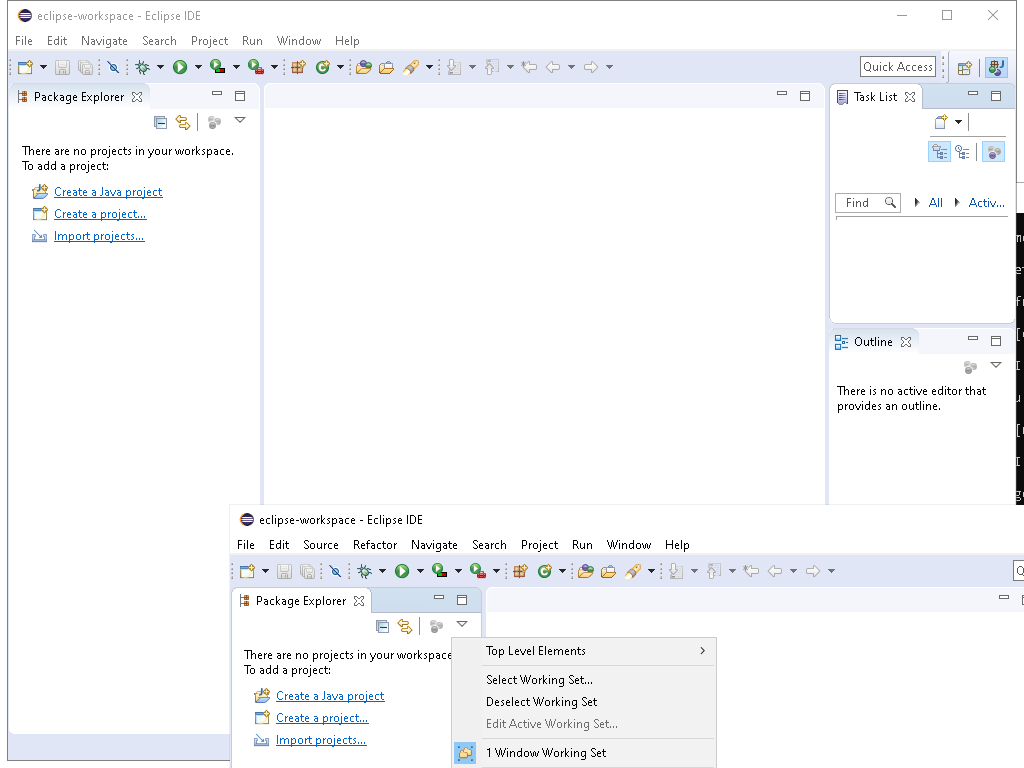 eclipse-workspace - Eclipse IDE
File Edit Navigate Search Project Run Window Help
Quick Access
Package Explorer
There are no projects in your workspace.
To add a project:
Create a Java project
Create a project...
Import projects...
Task List
Find All Activ...
Outline
There is no active editor that
provides an outline.
eclipse-workspace - Eclipse IDE
File Edit Source Refactor Navigate Search Project Run Window Help
Package Explorer
There are no projects in your workspace
To add a project:
Create a Java project
Create a project...
Import projects...
Top Level Elements
Select Working Set...
Deselect Working Set
Edit Active Working Set...
1 Window Working Set